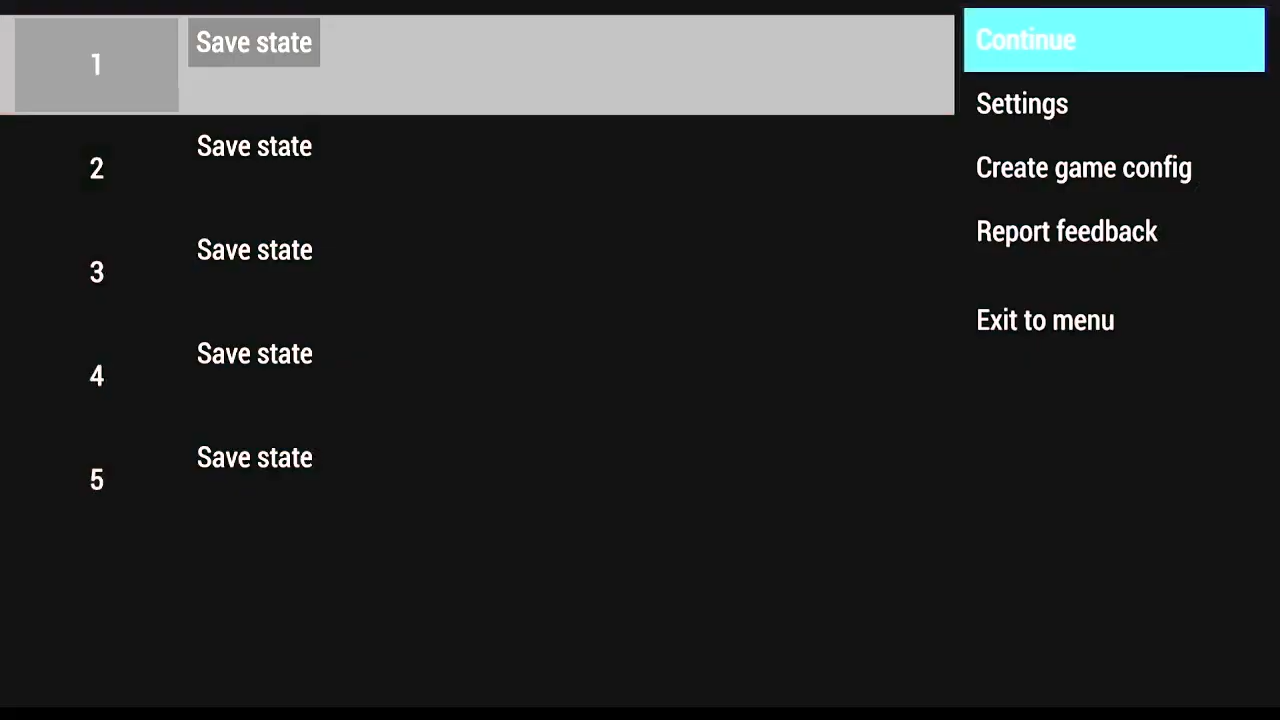 1
Save state
2
Save state
3
Save state
4
Save state
5
Save state
Continue
Settings
Create game config
Report feedback
Exit to menu